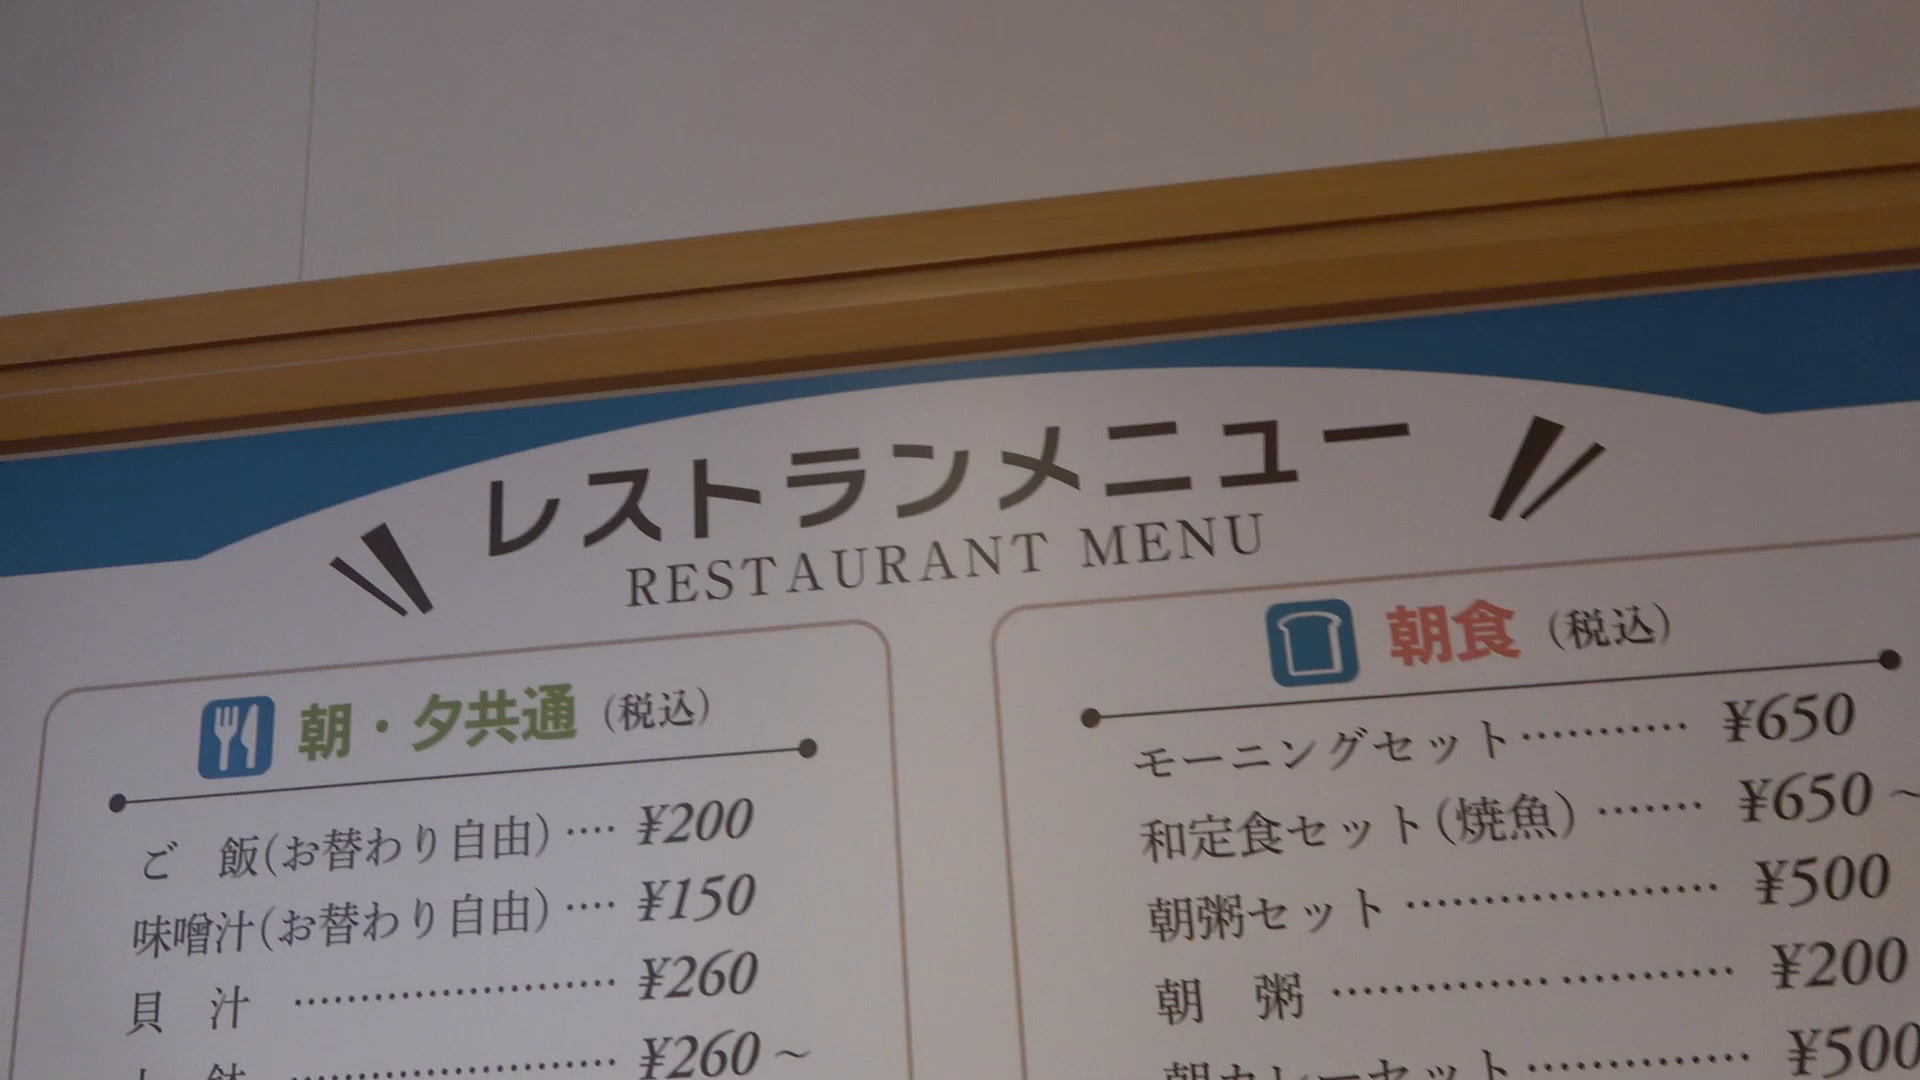 レストランメニュー
RESTAURANT MENU
朝・夕共通 (税込)
ご 飯(お替わり自由)‥‥ ¥200
味噌汁(お替わり自由)‥‥ ¥150
貝 汁 ‥‥‥‥‥‥‥‥‥‥ ¥260
小 鉢 ‥‥‥‥‥‥‥‥‥‥ ¥260～
朝食 (税込)
モーニングセット‥‥‥‥‥ ¥650
和定食セット(焼魚)‥‥‥ ¥650～
朝粥セット‥‥‥‥‥‥‥‥‥ ¥500
朝 粥 ‥‥‥‥‥‥‥‥‥‥‥ ¥200
朝カレーセット‥‥‥‥‥‥ ¥500